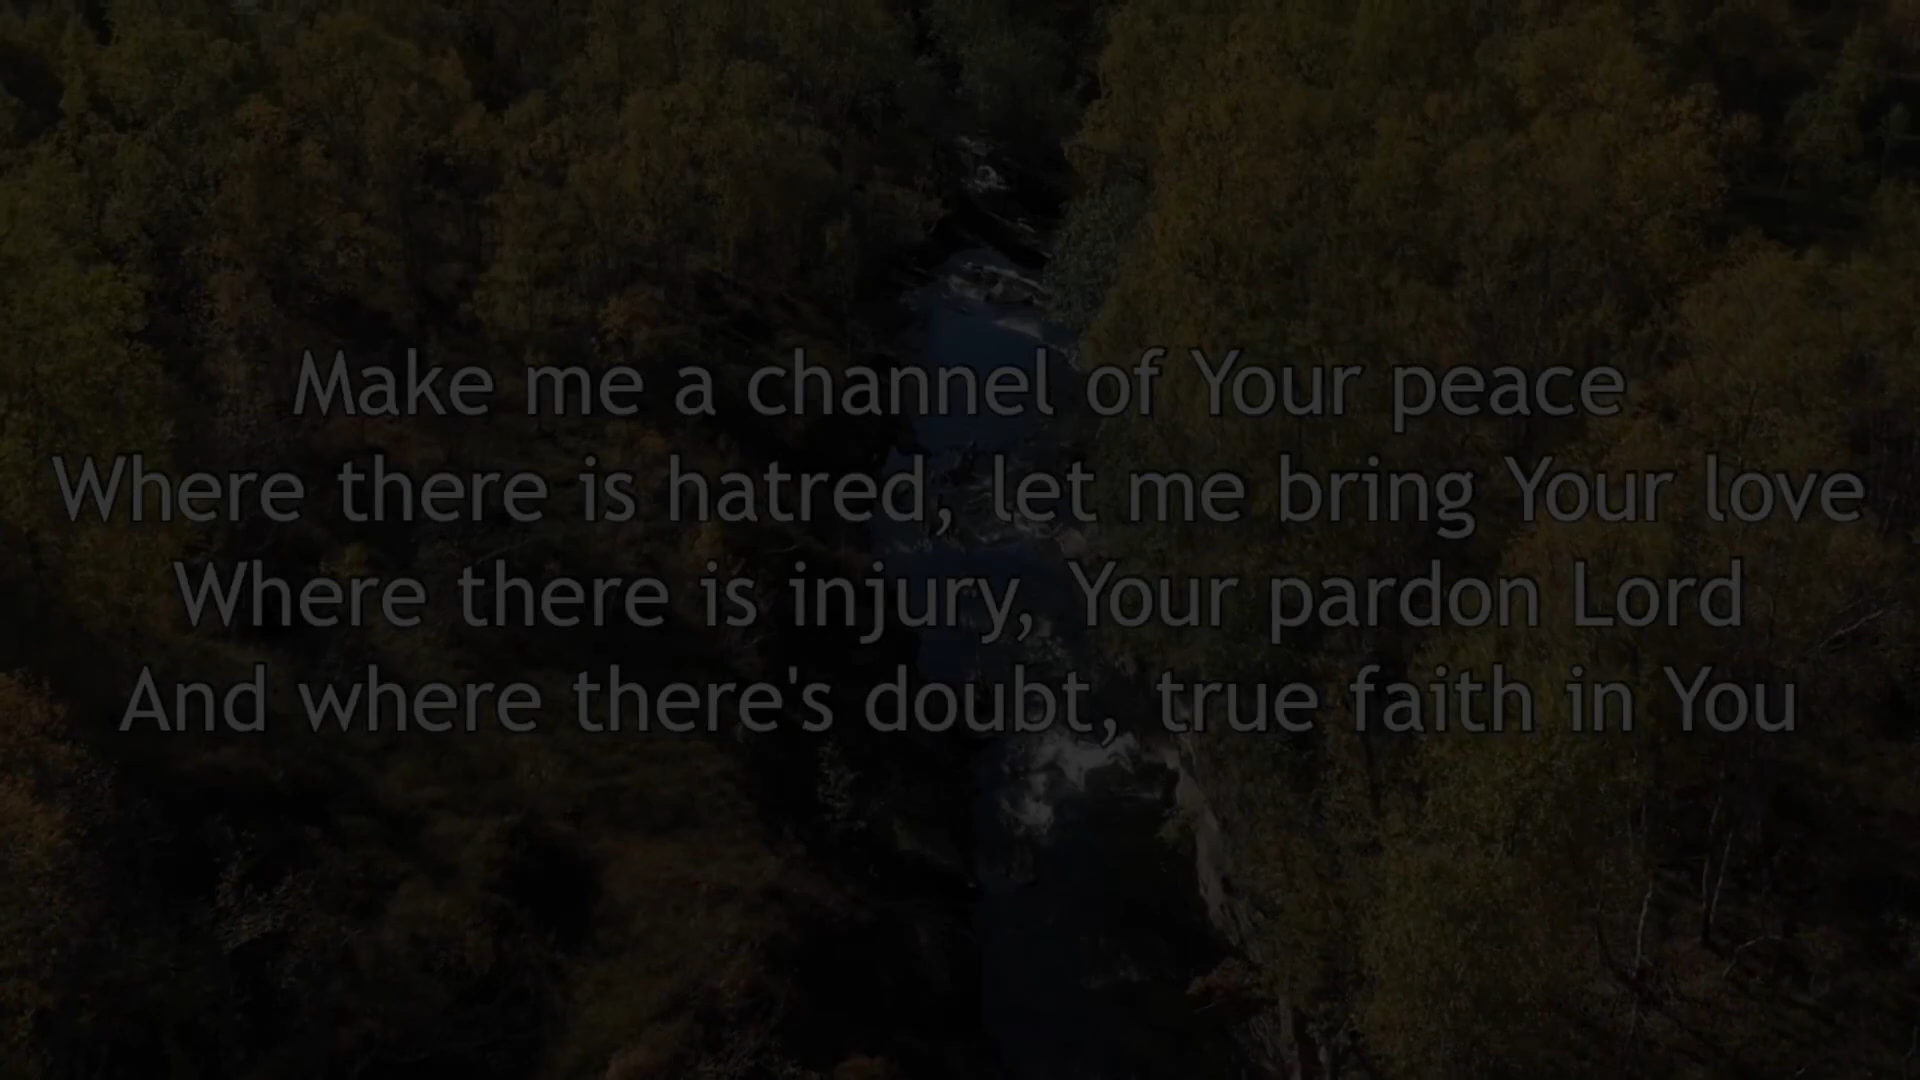 Make me a channel of Your peace
Where there is hatred, let me bring Your love
Where there is injury, Your pardon Lord
And where there's doubt, true faith in You